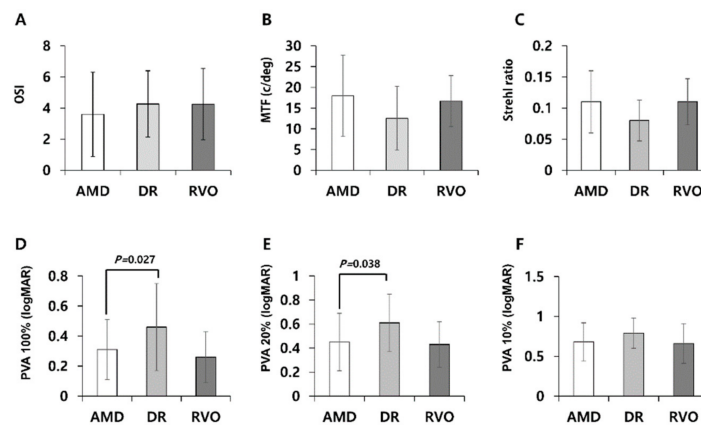 A
OSI
8
6
4
2
0
AMD DR RVO
B
MTF (c/deg)
30
25
20
15
10
5
0
AMD DR RVO
C
Strehl ratio
0.2
0.15
0.1
0.05
0
AMD DR RVO
D
PVA 100% (logMAR)
P=0.027
0.8
0.6
0.4
0.2
0
AMD DR RVO
E
PVA 20% (logMAR)
P=0.038
1
0.8
0.6
0.4
0.2
0
AMD DR RVO
F
PVA 10% (logMAR)
1.5
1
0.5
0
AMD DR RVO